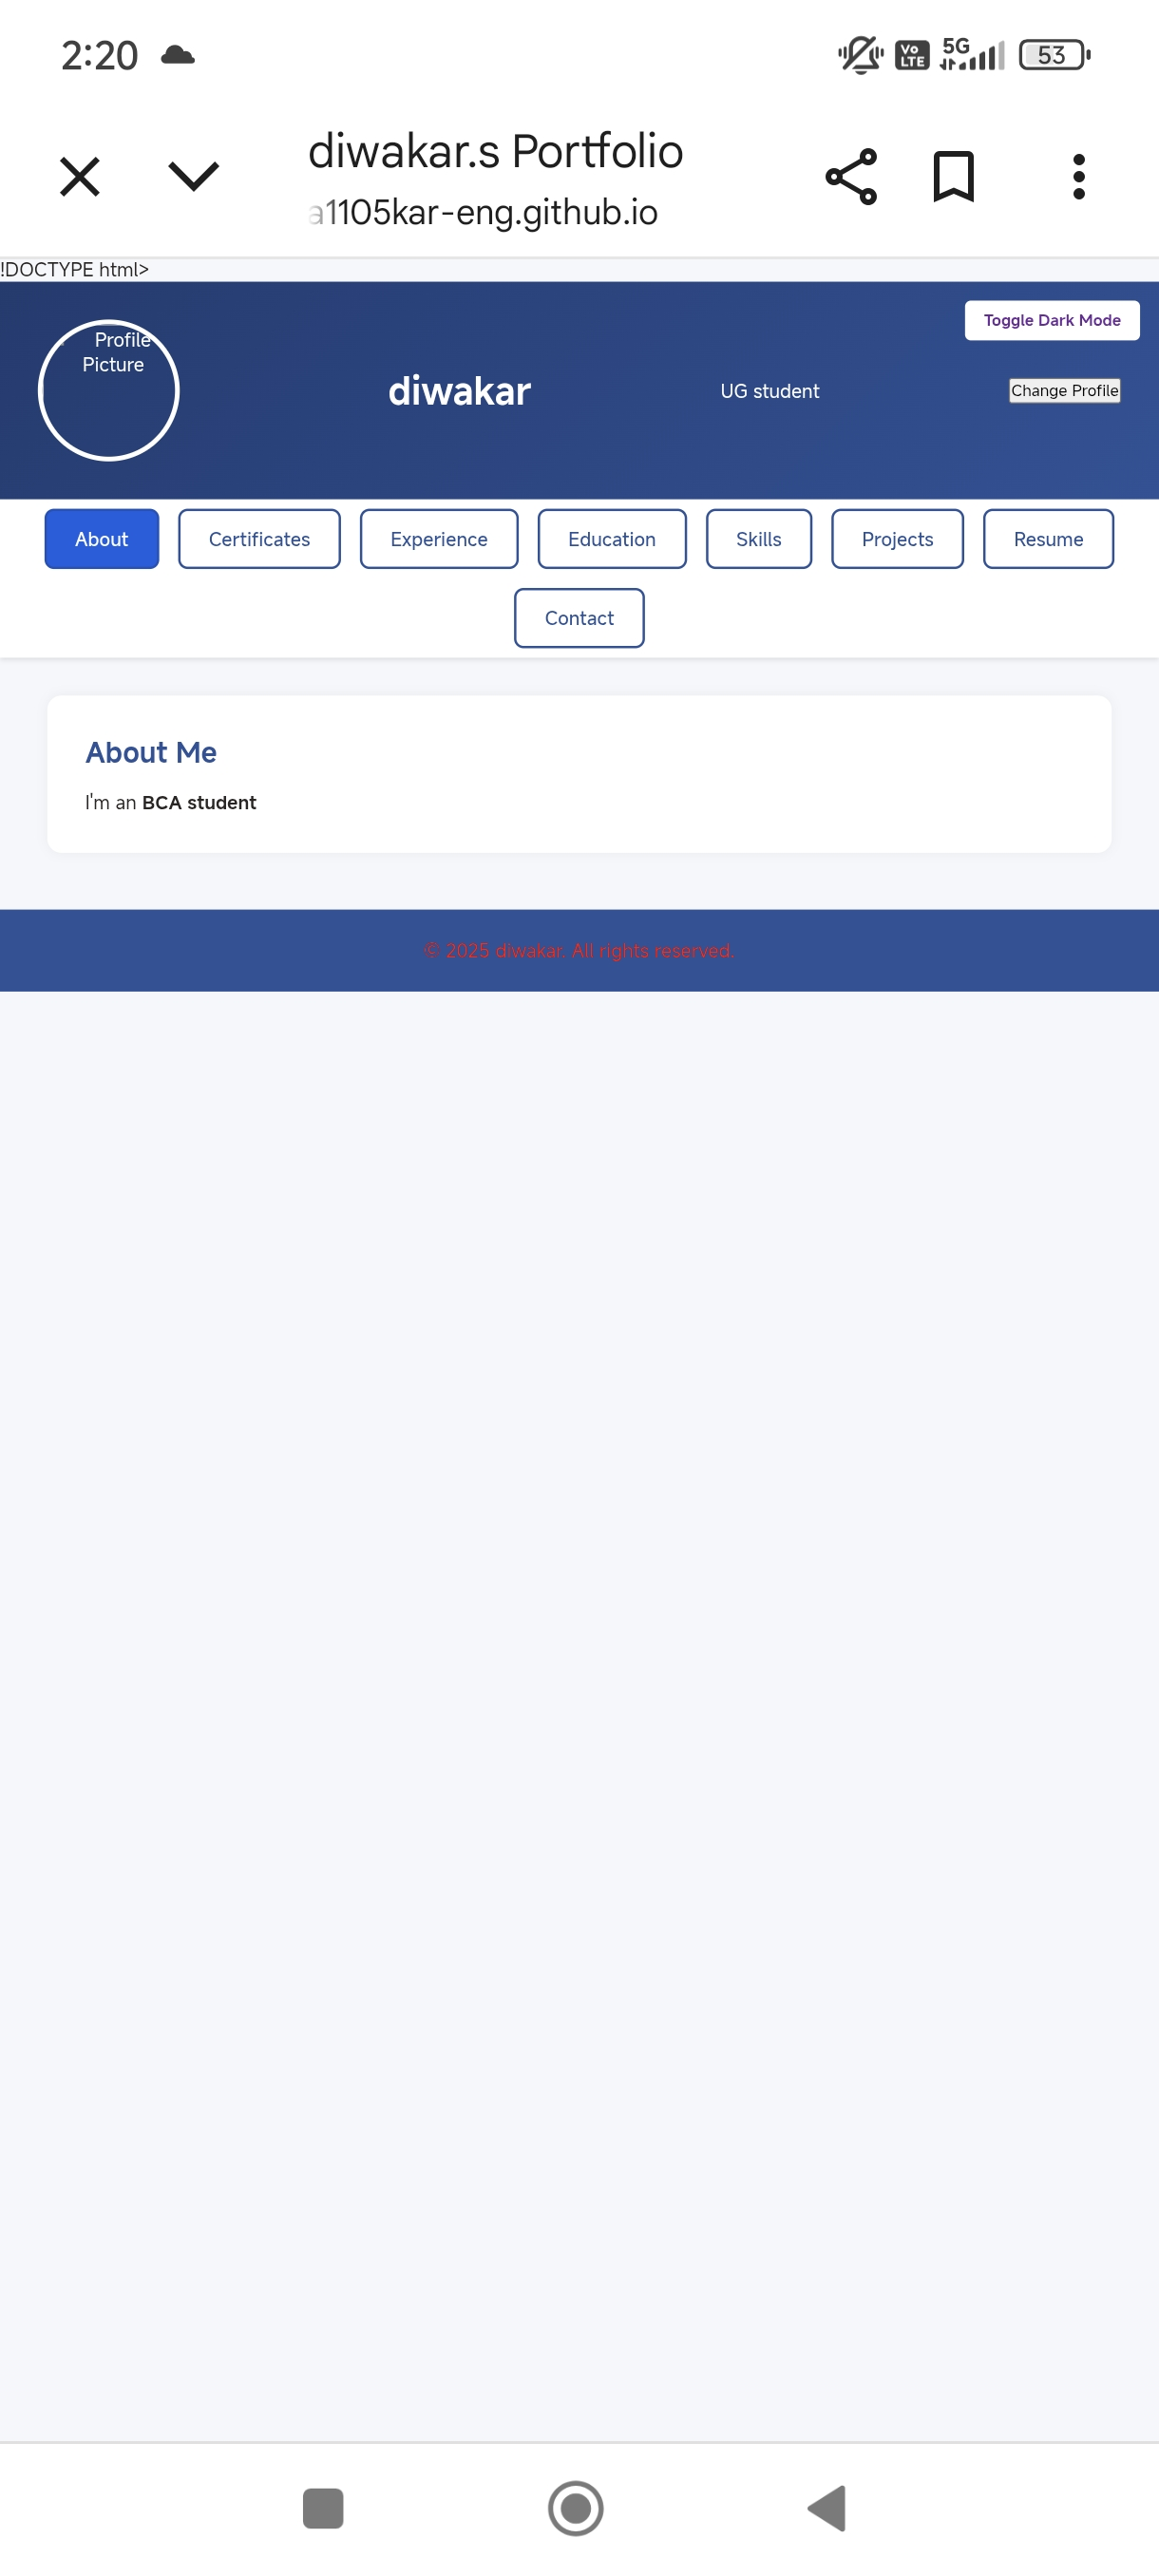 2:20
Vo LTE 5G 53
diwakar.s Portfolio
a1105kar-eng.github.io
!DOCTYPE html>
Toggle Dark Mode
Profile
Picture
diwakar UG student Change Profile
About Certificates Experience Education Skills Projects Resume
Contact
About Me
I'm an BCA student
© 2025 diwakar. All rights reserved.